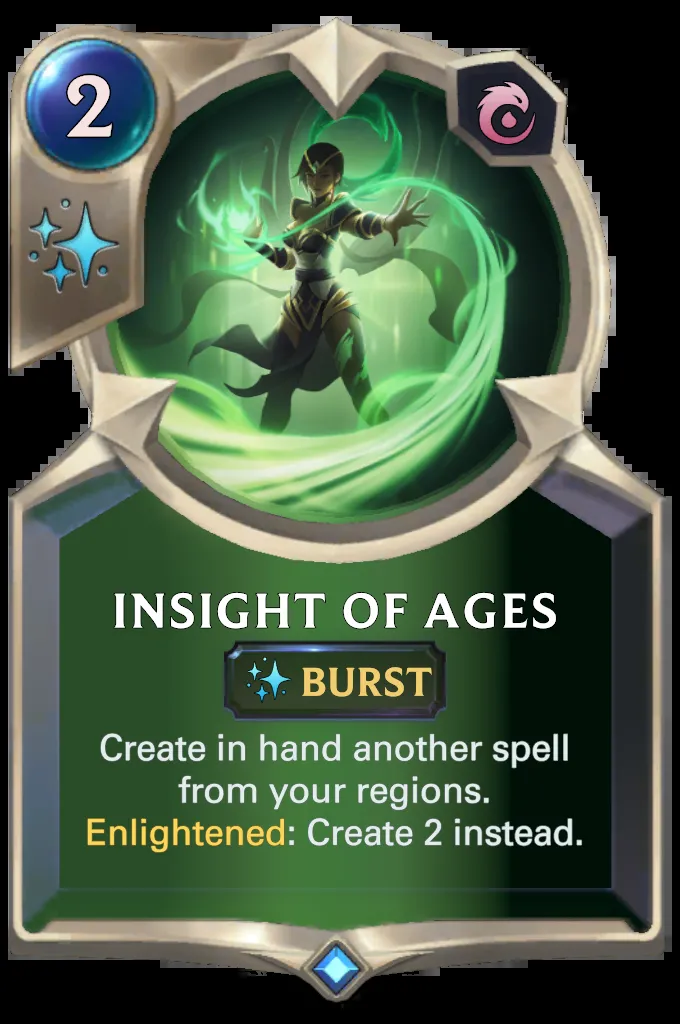 2
INSIGHT OF AGES
BURST
Create in hand another spell
from your regions.
Enlightened: Create 2 instead.